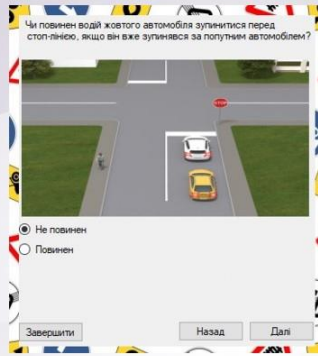 Чи повинен водій жовтого автомобіля зупинитися перед
стоп-лінією, якщо він вже зупинявся за попутним автомобілем?
STOP
Не повинен
Повинен
Завершити
Назад
Далі